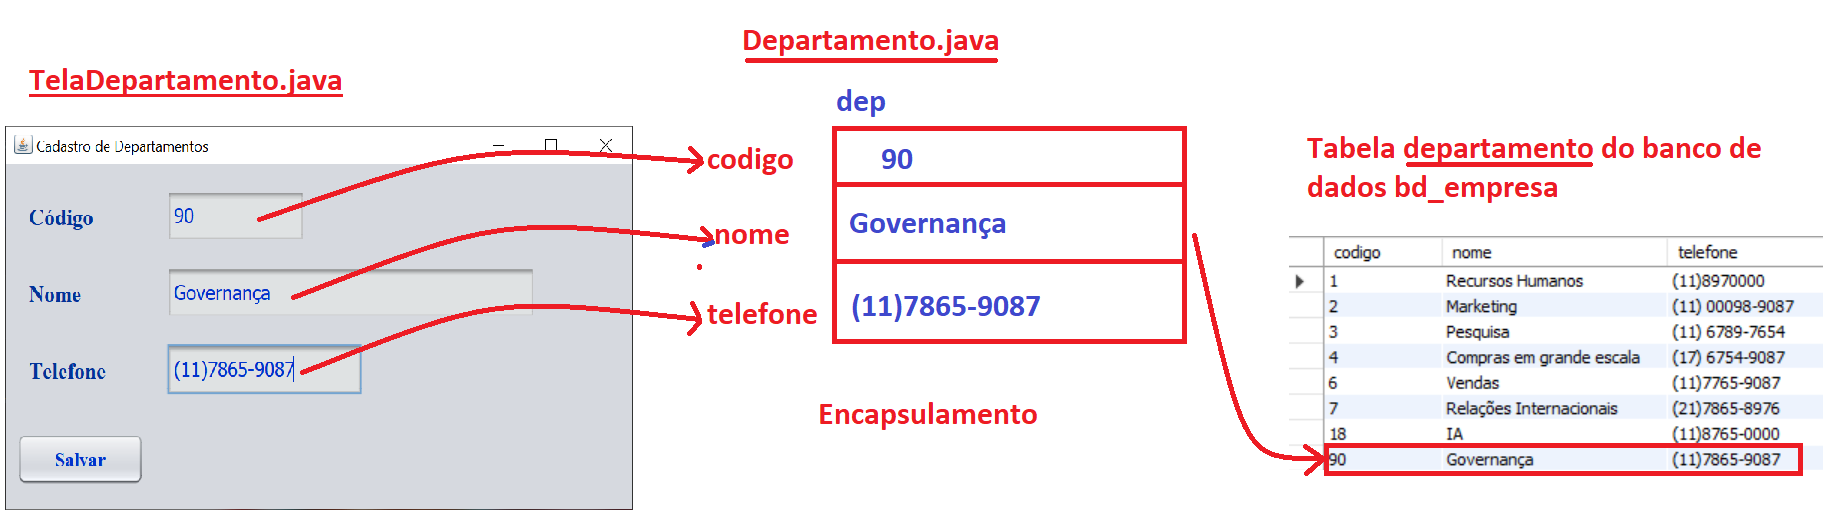 TelaDepartamento.java
Cadastro de Departamentos
Código
90
Nome
Governança
Telefone
(11)7865-9087
Salvar
Departamento.java
dep
codigo
90
nome
Governança
telefone
(11)7865-9087
Encapsulamento
Tabela departamento do banco de
dados bd_empresa
codigo nome telefone
1 Recursos Humanos (11)8970000
2 Marketing (11) 00098-9087
3 Pesquisa (11) 6789-7654
4 Compras em grande escala (17) 6754-9087
6 Vendas (11)7765-9087
7 Relações Internacionais (21)7865-8976
18 IA (11)8765-0000
90 Governança (11)7865-9087